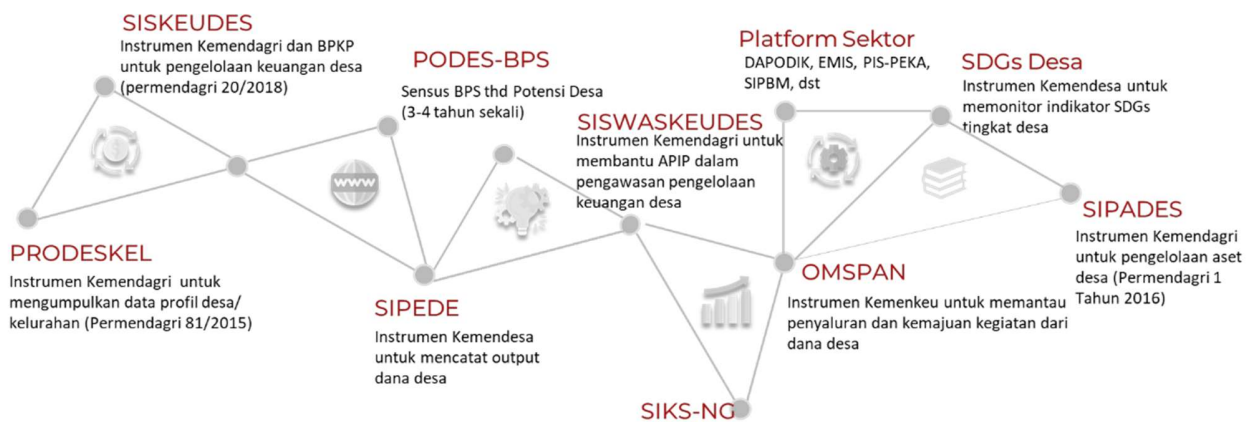 SISKEUDES
Instrumen Kemendagri dan BPKP
untuk pengelolaan keuangan desa
(permendagri 20/2018)
PRODESKEL
Instrumen Kemendagri untuk
mengumpulkan data profil desa/
kelurahan (Permendagri 81/2015)
PODES-BPS
Sensus BPS thd Potensi Desa
(3-4 tahun sekali)
www
SIPEDE
Instrumen Kemendesa
untuk mencatat output
dana desa
SISWASKEUDES
Instrumen Kemendagri untuk
membantu APIP dalam
pengawasan pengelolaan
keuangan desa
SIKS-NG
Platform Sektor
DAPODIK, EMIS, PIS-PEKA,
SIPBM, dst
OMSPAN
Instrumen Kemenkeu untuk memantau
penyaluran dan kemajuan kegiatan dari
dana desa
SDGs Desa
Instrumen Kemendesa untuk
memonitor indikator SDGs
tingkat desa
SIPADES
Instrumen Kemendagri
untuk pengelolaan aset
desa (Permendagri 1
Tahun 2016)